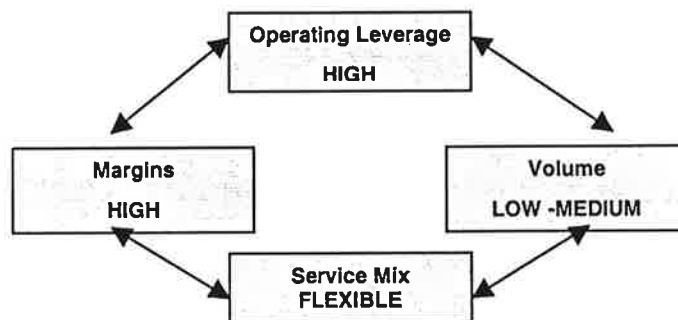 Operating Leverage
HIGH
Margins
HIGH
Volume
LOW -MEDIUM
Service Mix
FLEXIBLE